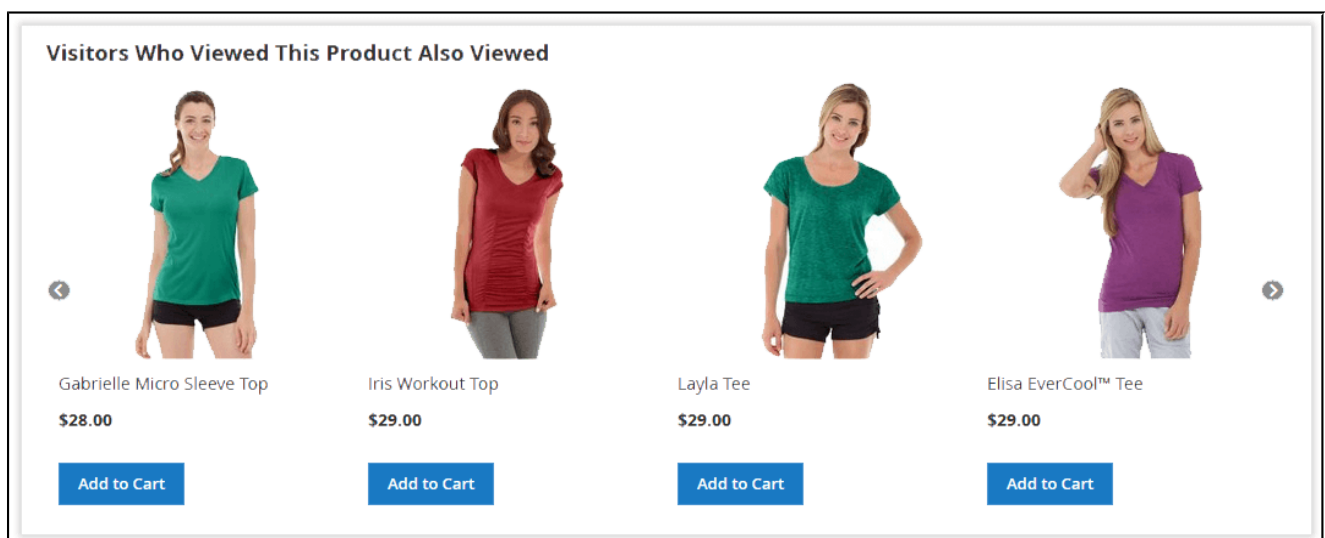 Visitors Who Viewed This Product Also Viewed
Gabrielle Micro Sleeve Top
Iris Workout Top
Layla Tee
Elisa EverCool™ Tee
$28.00
$29.00
$29.00
$29.00
Add to Cart
Add to Cart
Add to Cart
Add to Cart